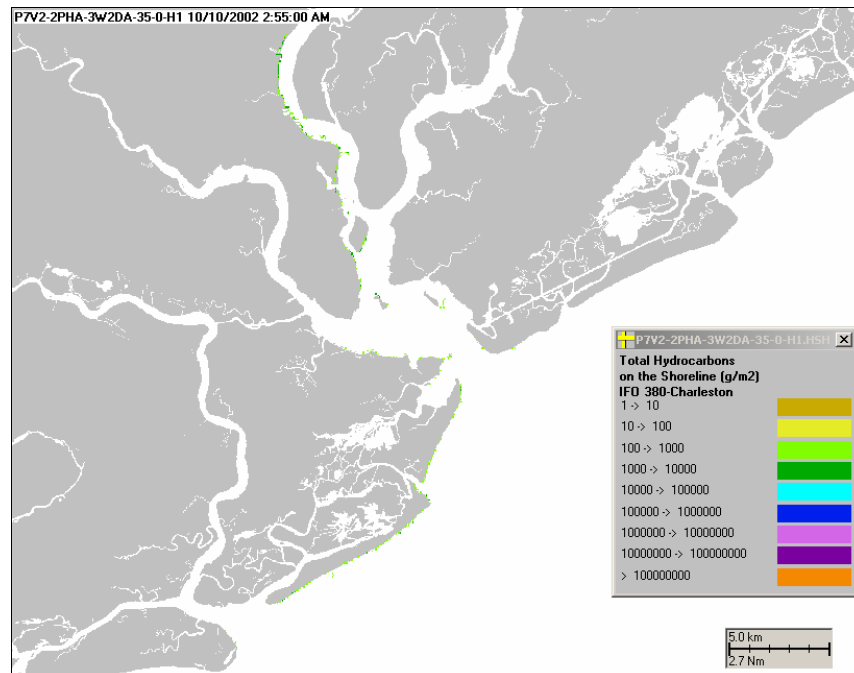 P7V2-2PHA-3W2DA-35-0-H1 10/10/2002 2:55:00 AM
P7V2-2PHA-3W2DA-35-0-H1.HSH
Total Hydrocarbons
on the Shoreline (g/m2)
IFO 380-Charleston
1 -> 10
10 -> 100
100 -> 1000
1000 -> 10000
10000 -> 100000
100000 -> 1000000
1000000 -> 10000000
10000000 -> 100000000
> 100000000
5.0 km
2.7 Nm